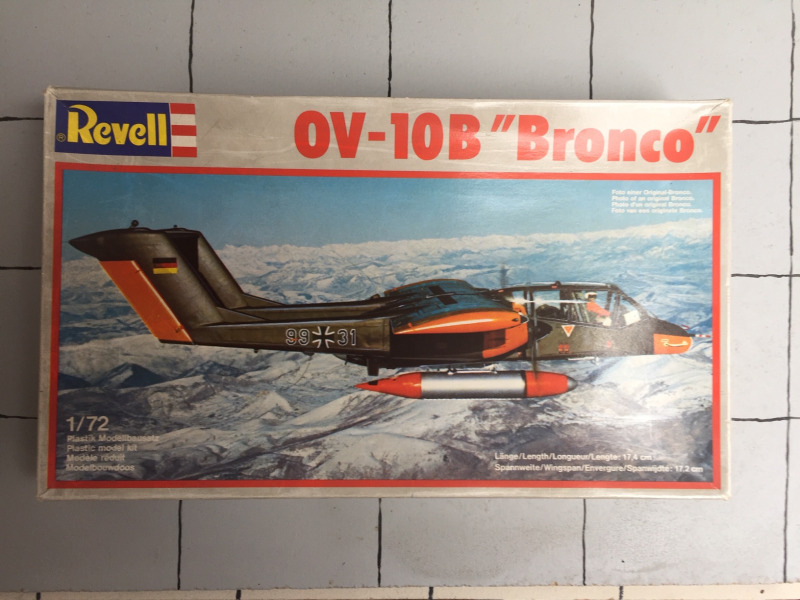 ® Revell
OV-10B "Bronco"
Foto einer Original-Bronco.
Photo of an original Bronco.
Photo d'un original Bronco.
Foto van een originele Bronco.
99 31
1/72
Plastik Modellbausatz
Plastic model kit
Modèle réduit
Modelbouwdoos
Länge/Length/Longueur/Lengte: 17,4 cm
Spannweite/Wingspan/Envergure/Spanwijdte: 17,2 cm